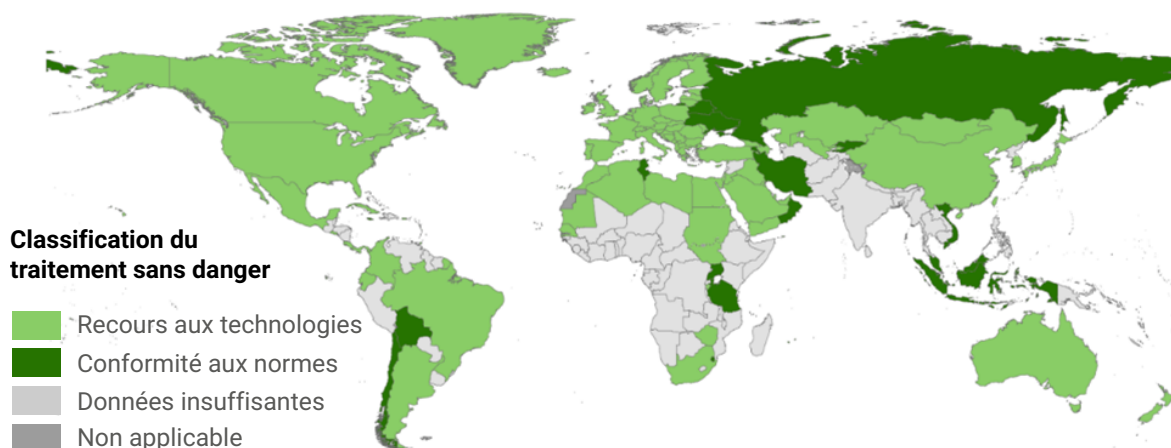 Classification du
traitement sans danger
Recours aux technologies
Conformité aux normes
Données insuffisantes
Non applicable